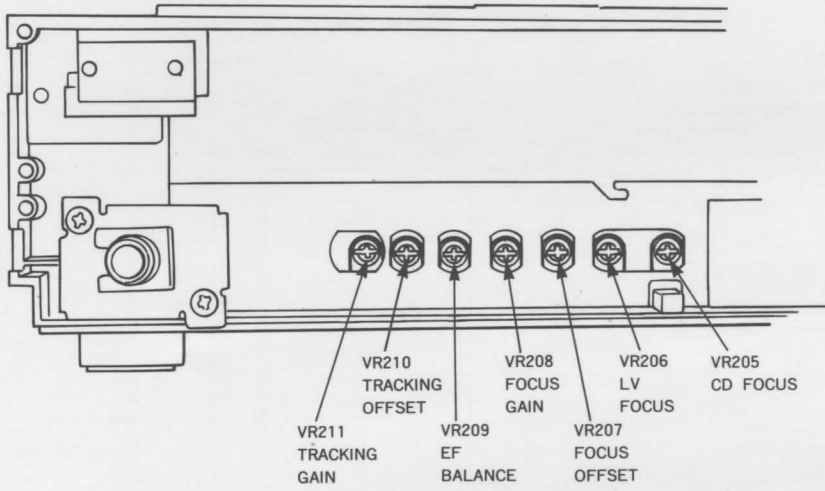 VR210
TRACKING
OFFSET
VR208
FOCUS
GAIN
VR206
LV
FOCUS
VR205
CD FOCUS
VR211
TRACKING
GAIN
VR209
EF
BALANCE
VR207
FOCUS
OFFSET